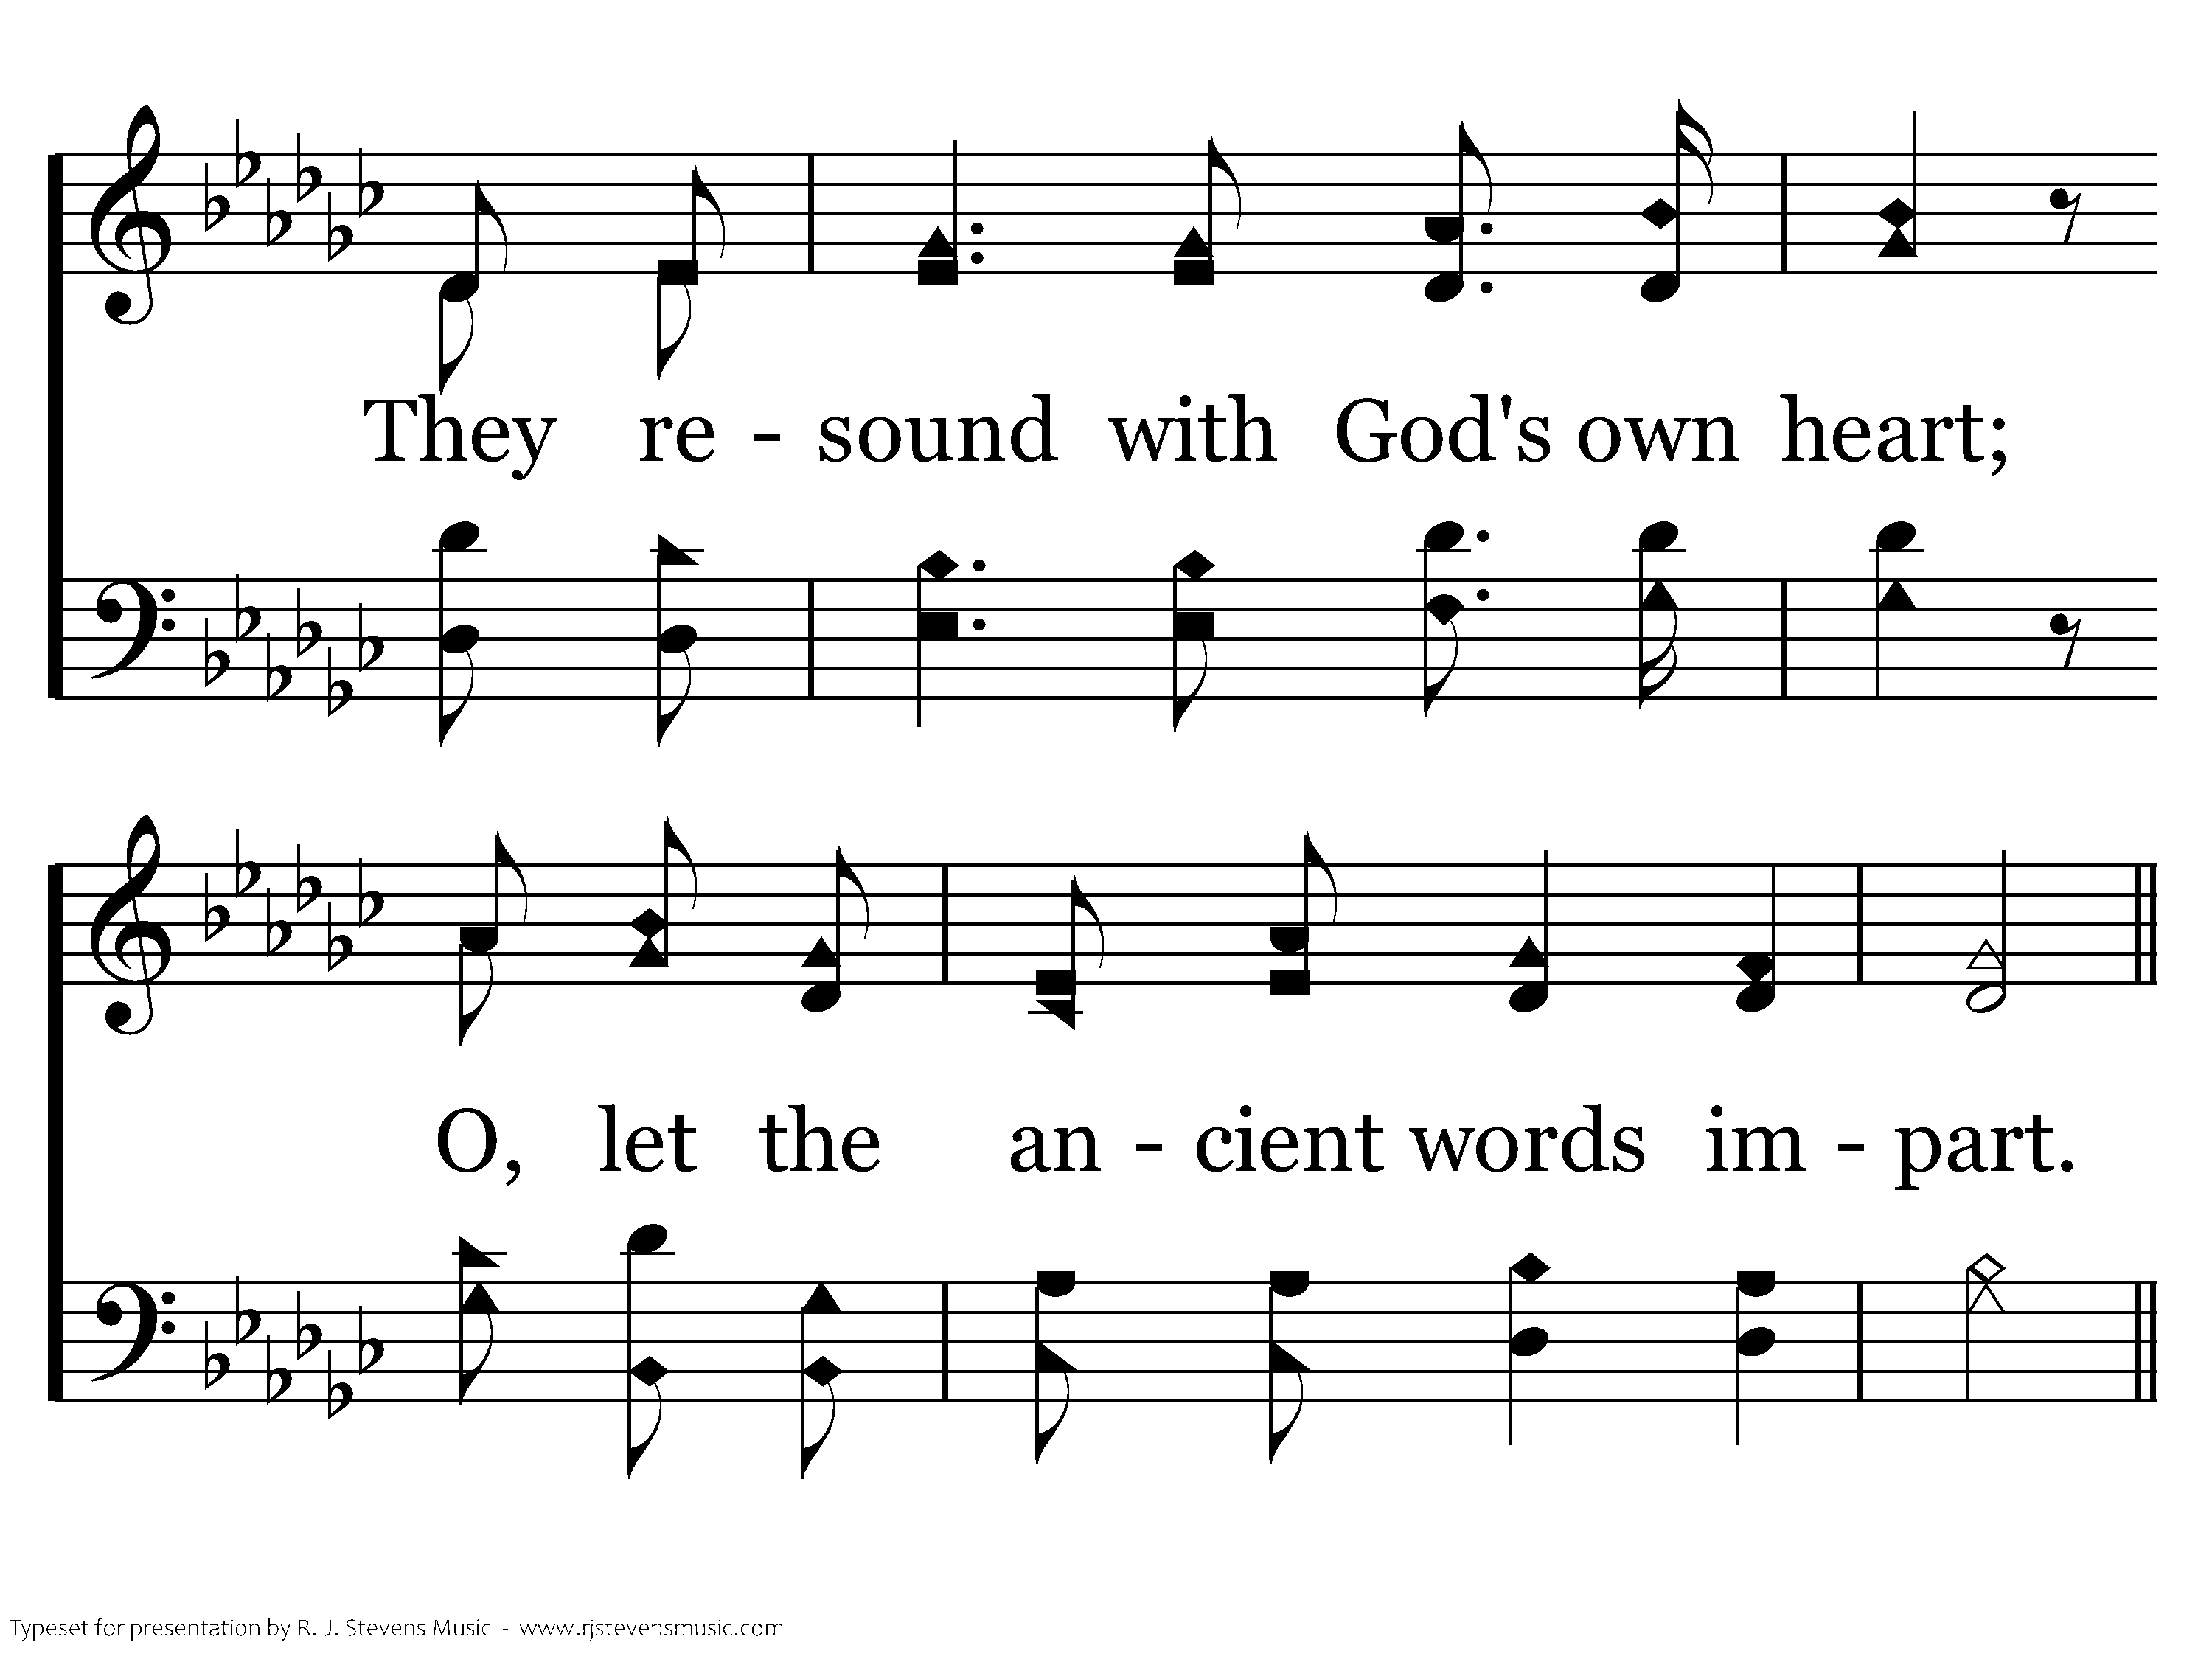 They re - sound with God's own heart;
O, let the an - cient words im - part.
Typeset for presentation by R. J. Stevens Music - www.rjstevensmusic.com